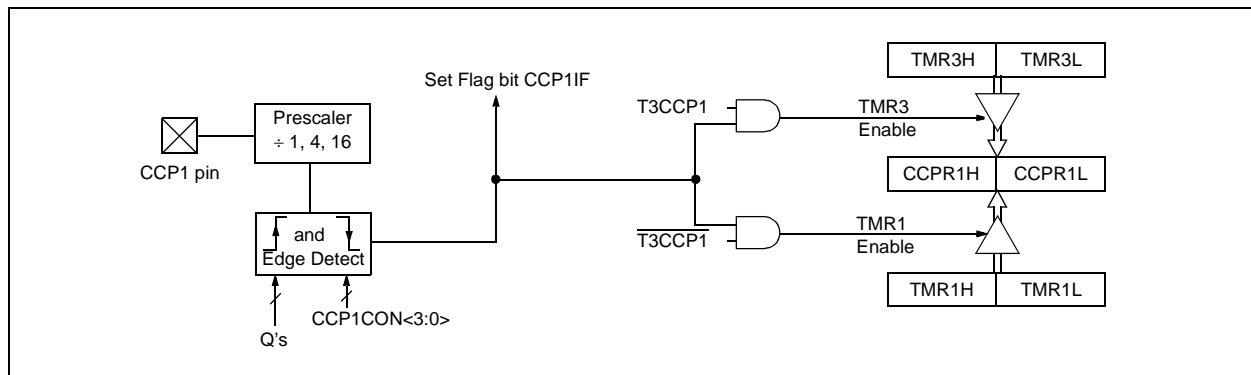 TMR3H TMR3L
Set Flag bit CCP1IF
T3CCP1
TMR3
Enable
Prescaler
÷ 1, 4, 16
CCP1 pin
CCPR1H CCPR1L
and
Edge Detect
T3CCP1
TMR1
Enable
TMR1H TMR1L
CCP1CON<3:0>
Q's